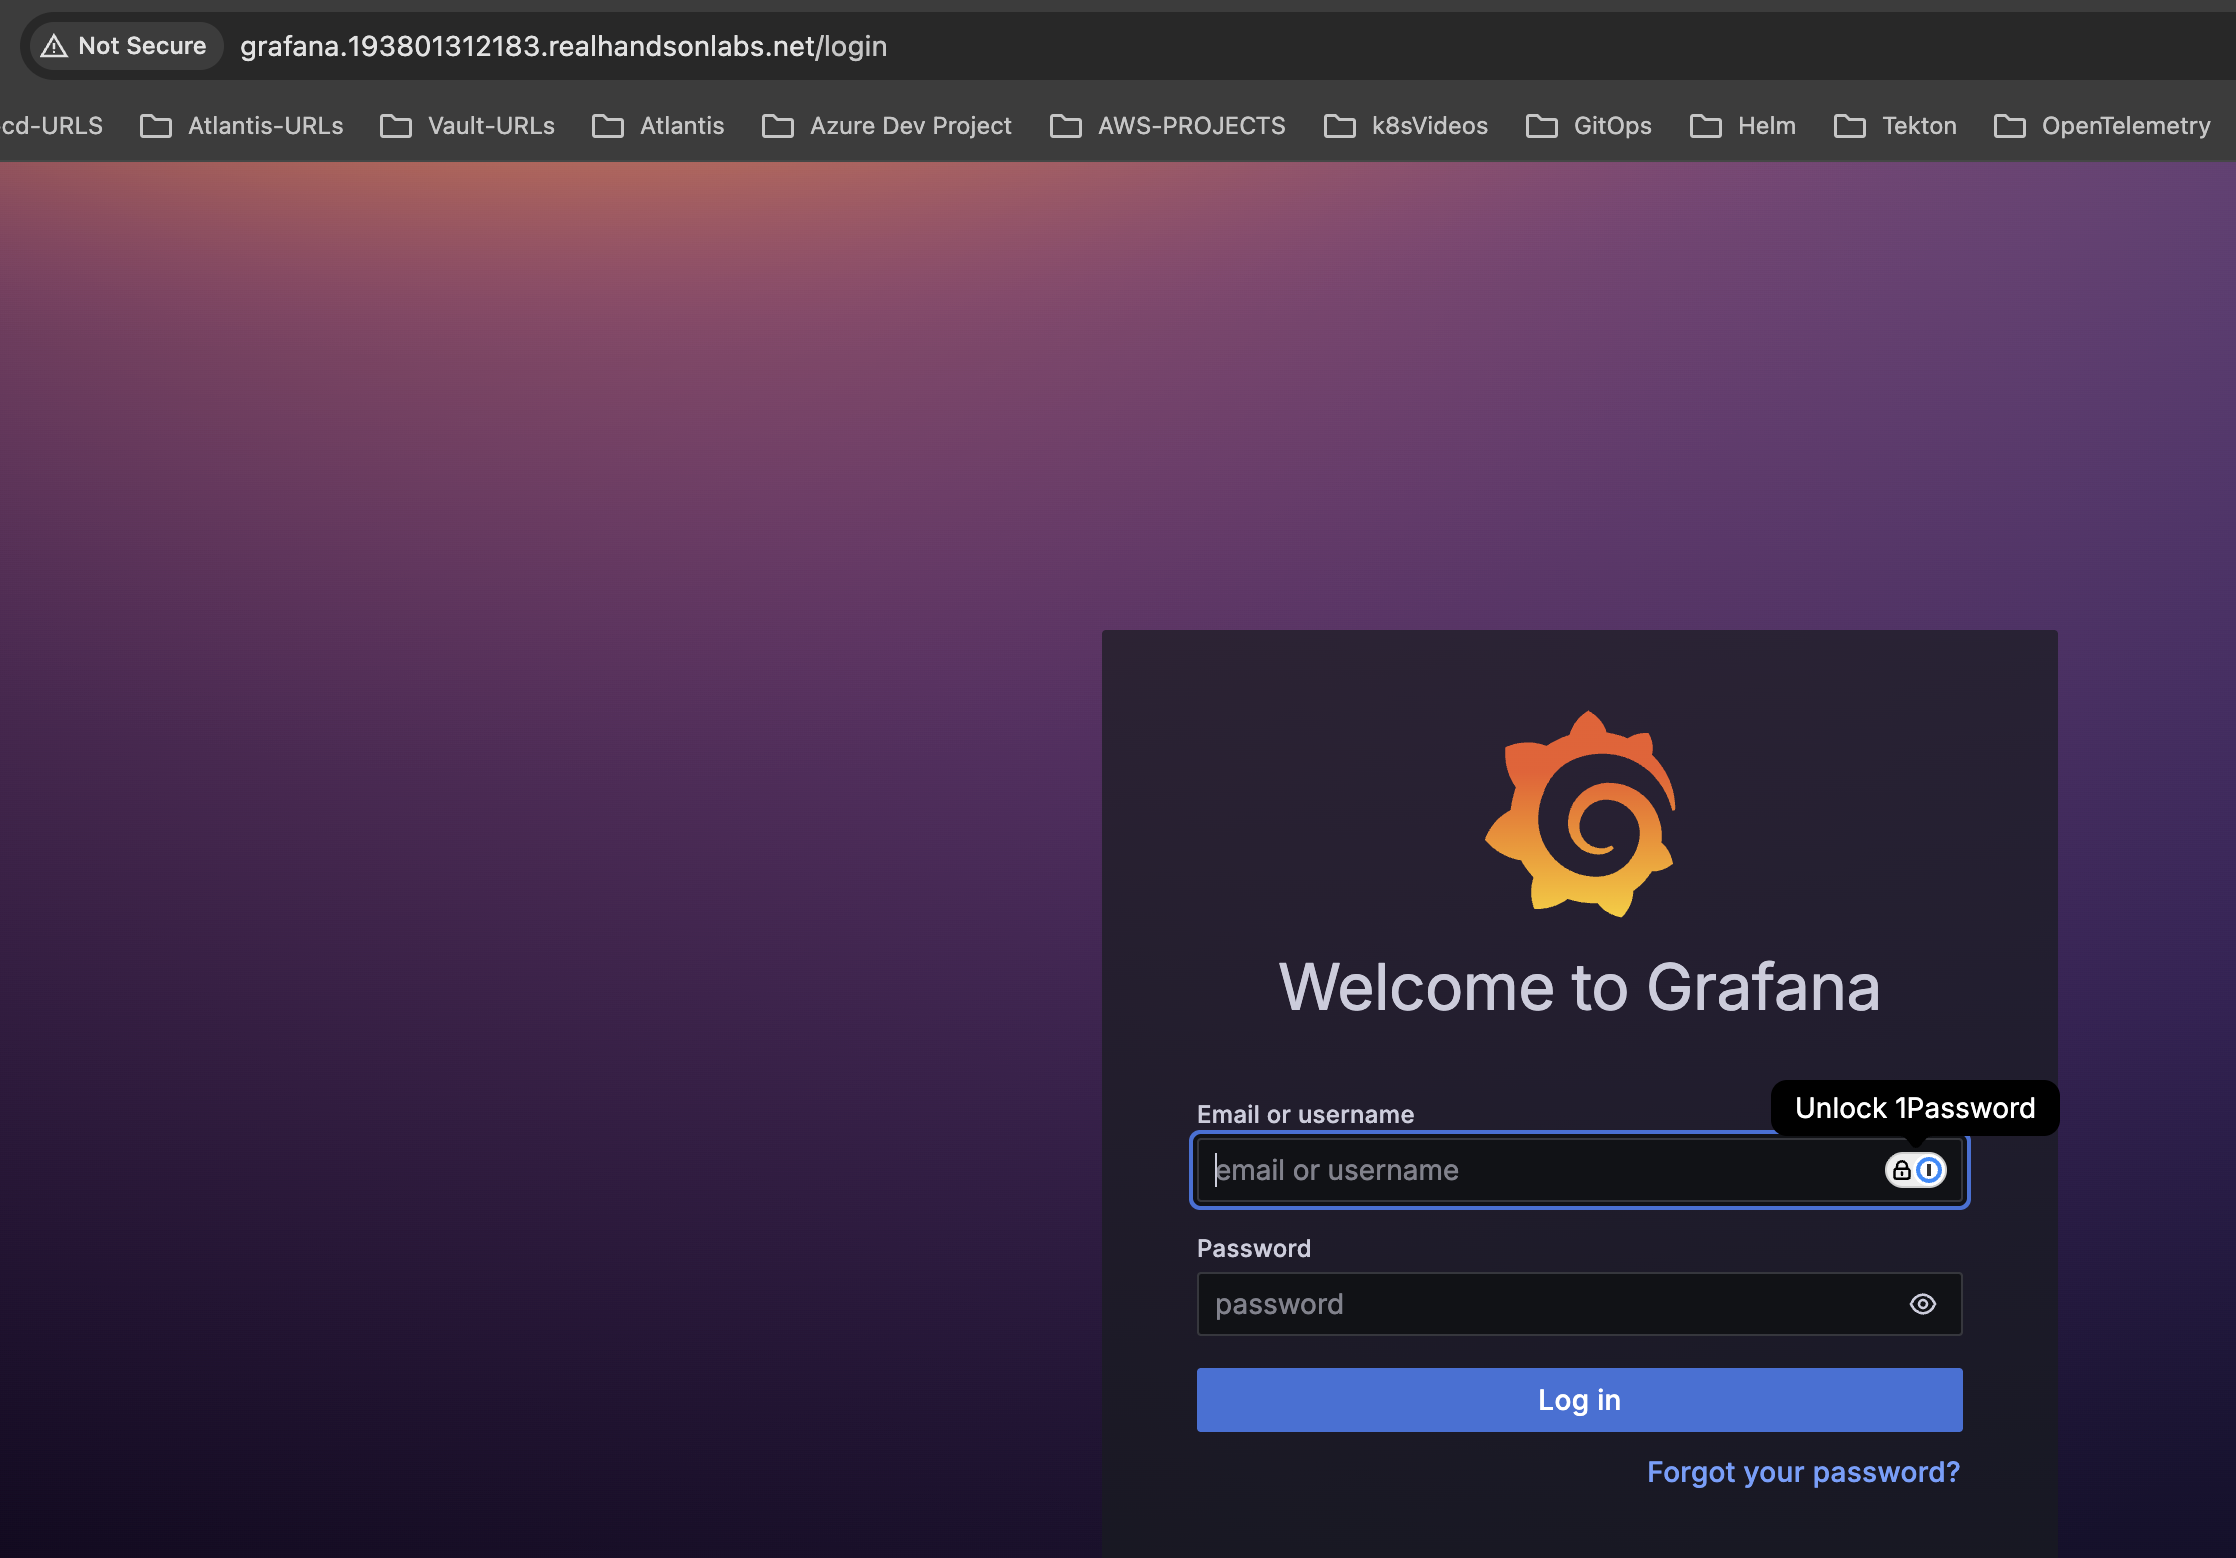 Not Secure grafana.193801312183.realhandsonlabs.net/login
cd-URLS Atlantis-URLs Vault-URLs Atlantis Azure Dev Project AWS-PROJECTS k8sVideos GitOps Helm Tekton OpenTelemetry
Welcome to Grafana
Unlock 1Password
Email or username
email or username
Password
password
Log in
Forgot your password?